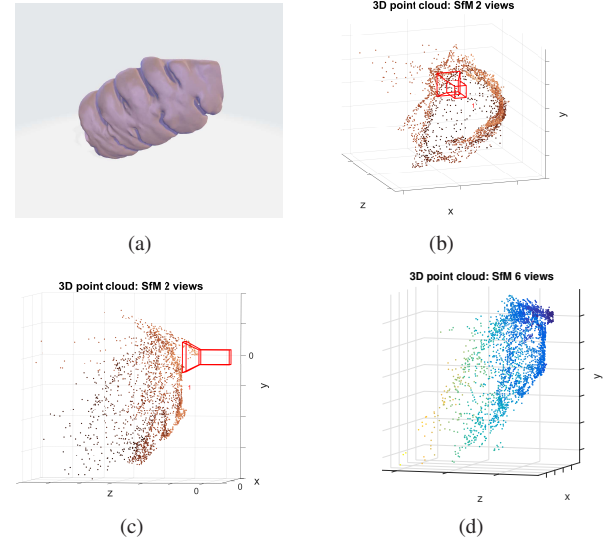 3D point cloud: SfM 2 views
y
z
x
(a)
(b)
3D point cloud: SfM 2 views
0
y
z
0
0
x
(c)
3D point cloud: SfM 6 views
y
z
x
(d)